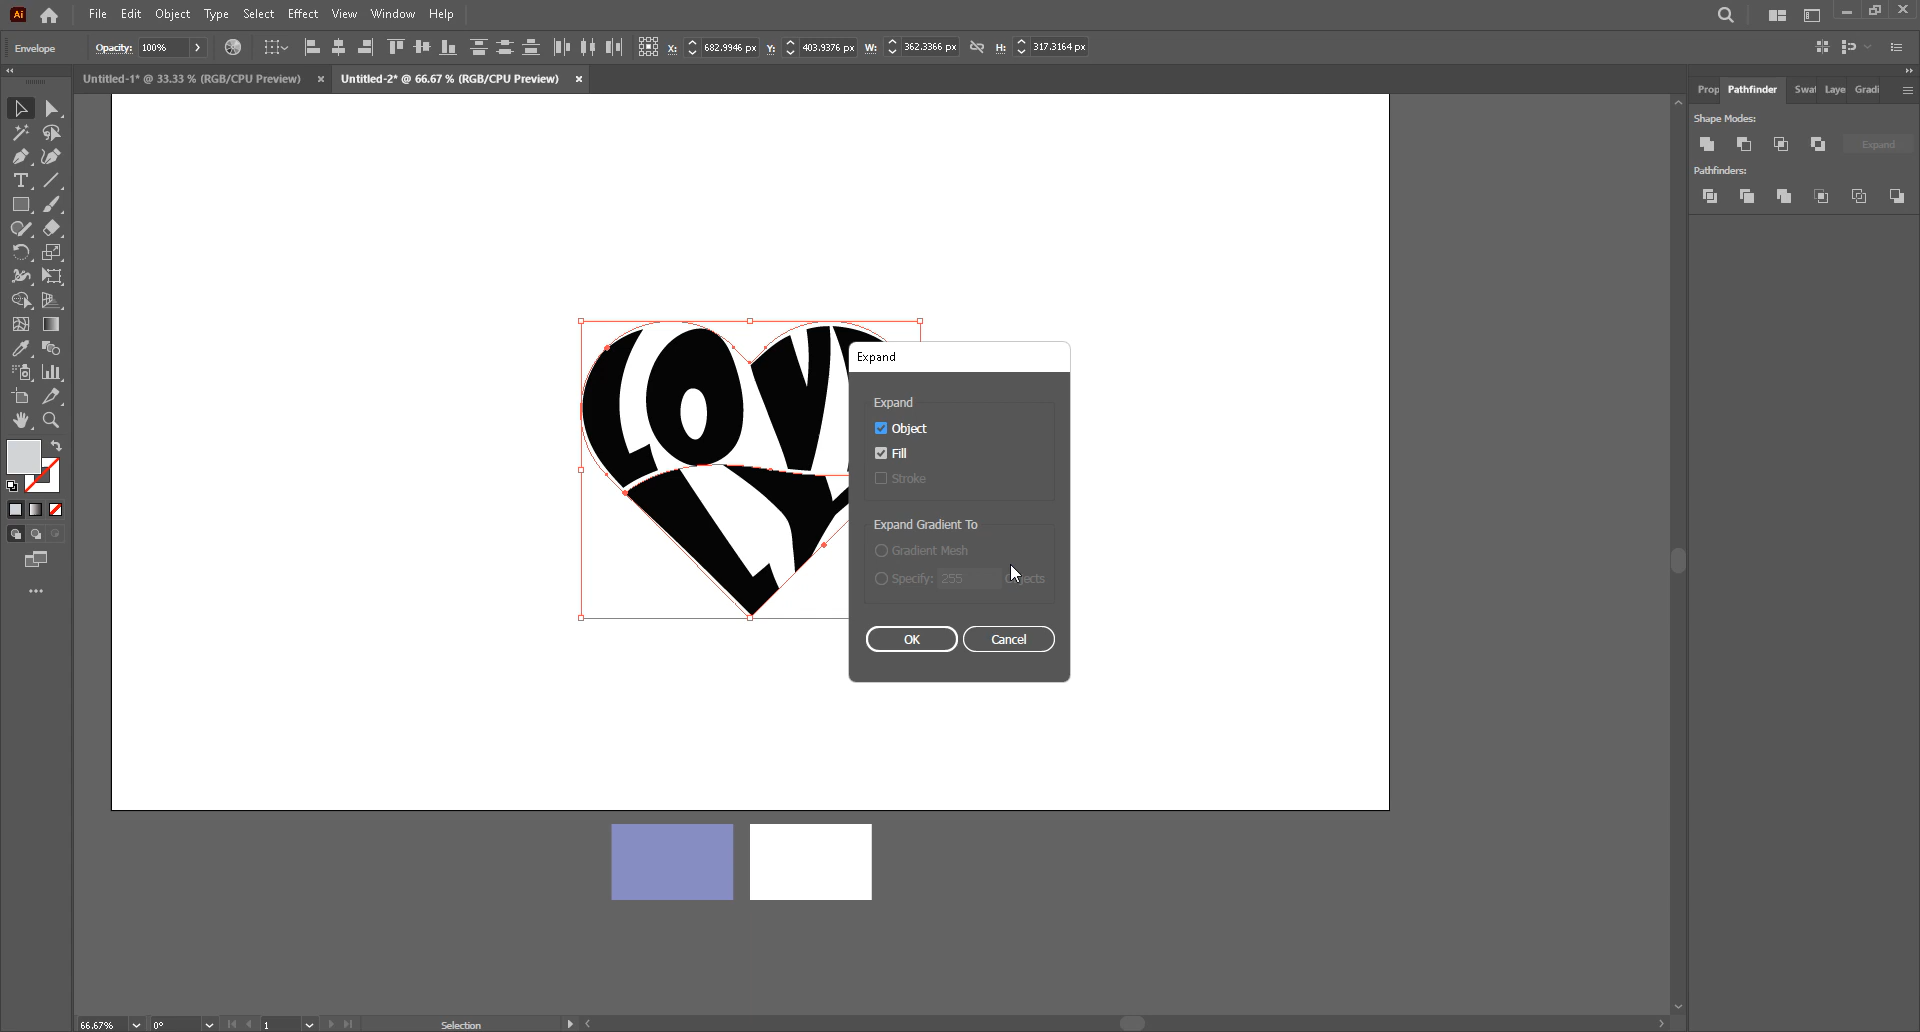 Ai File Edit Object Type Select Effect View Window Help
Envelope Opacity: 100% X: 682.9946 px Y: 403.9376 px W: 362.3366 px H: 317.3164 px
Untitled-1* @ 33.33 % (RGB/CPU Preview) × Untitled-2* @ 66.67 % (RGB/CPU Preview) ×
Prop Pathfinder Swat Laye Gradi
Shape Modes:
Expand
Pathfinders:
LOV
LY
Expand
Expand
Object
Fill
Stroke
Expand Gradient To
Gradient Mesh
Specify: 255
OK Cancel
66.67% 0° 1 Selection